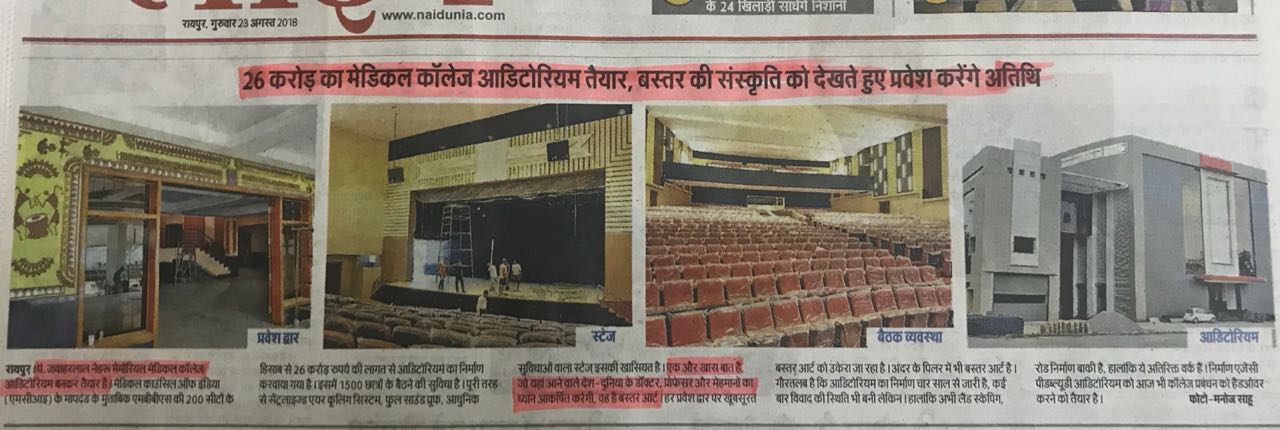 के 24 खिलाड़ी साधेंगे निशाना
www.naidunia.com
रायपुर, गुरुवार 23 अगस्त 2018
26 करोड़ का मेडिकल कॉलेज आडिटोरियम तैयार, बस्तर की संस्कृति को देखते हुए प्रवेश करेंगे अतिथि
प्रवेश द्वार
स्टेज
बैठक व्यवस्था
आडिटोरियम
रायपुर। पं. जवाहरलाल नेहरू मेमोरियल मेडिकल कॉलेज
आडिटोरियम बनकर तैयार है। मेडिकल काउंसिल ऑफ इंडिया
(एमसीआई) के मापदंड के मुताबिक एमबीबीएस की 200 सीटों के
हिसाब से 26 करोड़ रुपये की लागत से आडिटोरियम का निर्माण
करवाया गया है। इसमें 1500 छात्रों के बैठने की सुविधा है। पूरी तरह
से सेंट्रलाइज्ड एयर कूलिंग सिस्टम, फुल साउंड प्रूफ, आधुनिक
सुविधाओं वाला स्टेज इसकी खासियत है। एक और खास बात है,
जो यहां आने वाले देश-दुनिया के डॉक्टर, प्रोफेसर और मेहमानों का
ध्यान आकर्षित करेगी, वह है बस्तर आर्ट। हर प्रवेश द्वार पर खूबसूरत
बस्तर आर्ट को उकेरा जा रहा है। अंदर के पिलर में भी बस्तर आर्ट है।
गौरतलब है कि आडिटोरियम का निर्माण चार साल से जारी है, कई
बार विवाद की स्थिति भी बनी लेकिन। हालांकि अभी लैंड स्केपिंग,
रोड निर्माण बाकी है, हालांकि ये अतिरिक्त वर्क है। निर्माण एजेंसी
पीडब्ल्यूडी आडिटोरियम को आज भी कॉलेज प्रबंधन को हैंडओवर
करने को तैयार है।
फोटो-मनोज साहू